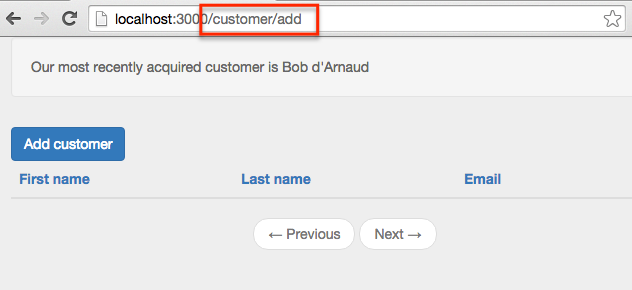 localhost:3000/customer/add
Our most recently acquired customer is Bob d'Arnaud
Add customer
First name Last name Email
← Previous Next →